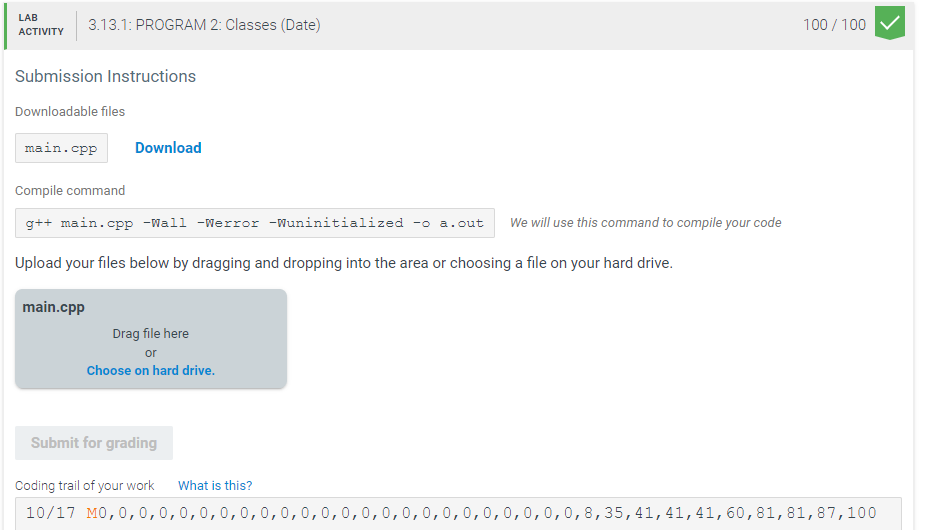 LAB
ACTIVITY
3.13.1: PROGRAM 2: Classes (Date)
100 / 100
Submission Instructions
Downloadable files
main.cpp Download
Compile command
g++ main.cpp -Wall -Werror -Wuninitialized -o a.out We will use this command to compile your code
Upload your files below by dragging and dropping into the area or choosing a file on your hard drive.
main.cpp
Drag file here
or
Choose on hard drive.
Submit for grading
Coding trail of your work What is this?
10/17 M0,0,0,0,0,0,0,0,0,0,0,0,0,0,0,0,0,0,0,0,0,0,0,0,8,35,41,41,41,60,81,81,87,100